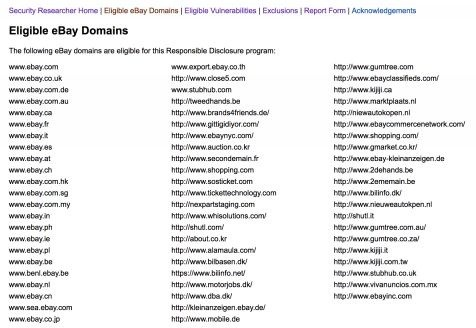 Security Researcher Home | Eligible eBay Domains | Eligible Vulnerabilities | Exclusions | Report Form | Acknowledgements
Eligible eBay Domains
The following eBay domains are eligible for this Responsible Disclosure program:
www.ebay.com
www.ebay.co.uk
www.ebay.com.de
www.ebay.com.au
www.ebay.ca
www.ebay.fr
www.ebay.it
www.ebay.es
www.ebay.at
www.ebay.ch
www.ebay.com.hk
www.ebay.com.sg
www.ebay.com.my
www.ebay.in
www.ebay.ph
www.ebay.ie
www.ebay.pl
www.ebay.be
www.benl.ebay.be
www.ebay.nl
www.ebay.cn
www.sea.ebay.com
www.ebay.co.jp
www.export.ebay.co.th
http://www.close5.com
www.stubhub.com
http://tweedhands.be
http://www.brands4friends.de/
http://www.giftigidiyor.com/
http://www.ebaynyc.com/
http://www.auction.co.kr
http://www.secondemain.fr
http://www.shopping.com
http://www.sosticket.com
http://www.tickettechnology.com
http://nexpartstaging.com
http://www.whisolutions.com/
http://shutl.com/
http://about.co.kr
http://www.alamaula.com/
http://www.bilbasen.dk/
https://www.bilinfo.net/
http://www.motorjobs.dk/
http://www.dba.dk/
http://kleinanzeigen.ebay.de/
http://www.mobile.de
http://www.gumtree.com
http://www.ebayclassifieds.com/
http://www.kijiji.ca
http://www.marktplaats.nl
http://niewautokopen.nl
http://www.gumtree.com/
http://www.ebaycommercenetwork.com/
http://www.shopping.com/
http://www.gmarket.co.kr/
http://www.ebay-kleinanzeigen.de
http://www.2dehands.be
http://www.2ememain.be
http://www.bilinfo.dk/
http://www.nieuweautokpen.nl
http://shutl.it
http://www.gumtree.com.au/
http://www.gumtree.co.za/
http://www.kijiji.it
http://www.kijiji.com.tw
http://www.stubhub.co.uk
http://www.vivanuncios.com.mx
http://www.ebayinc.com